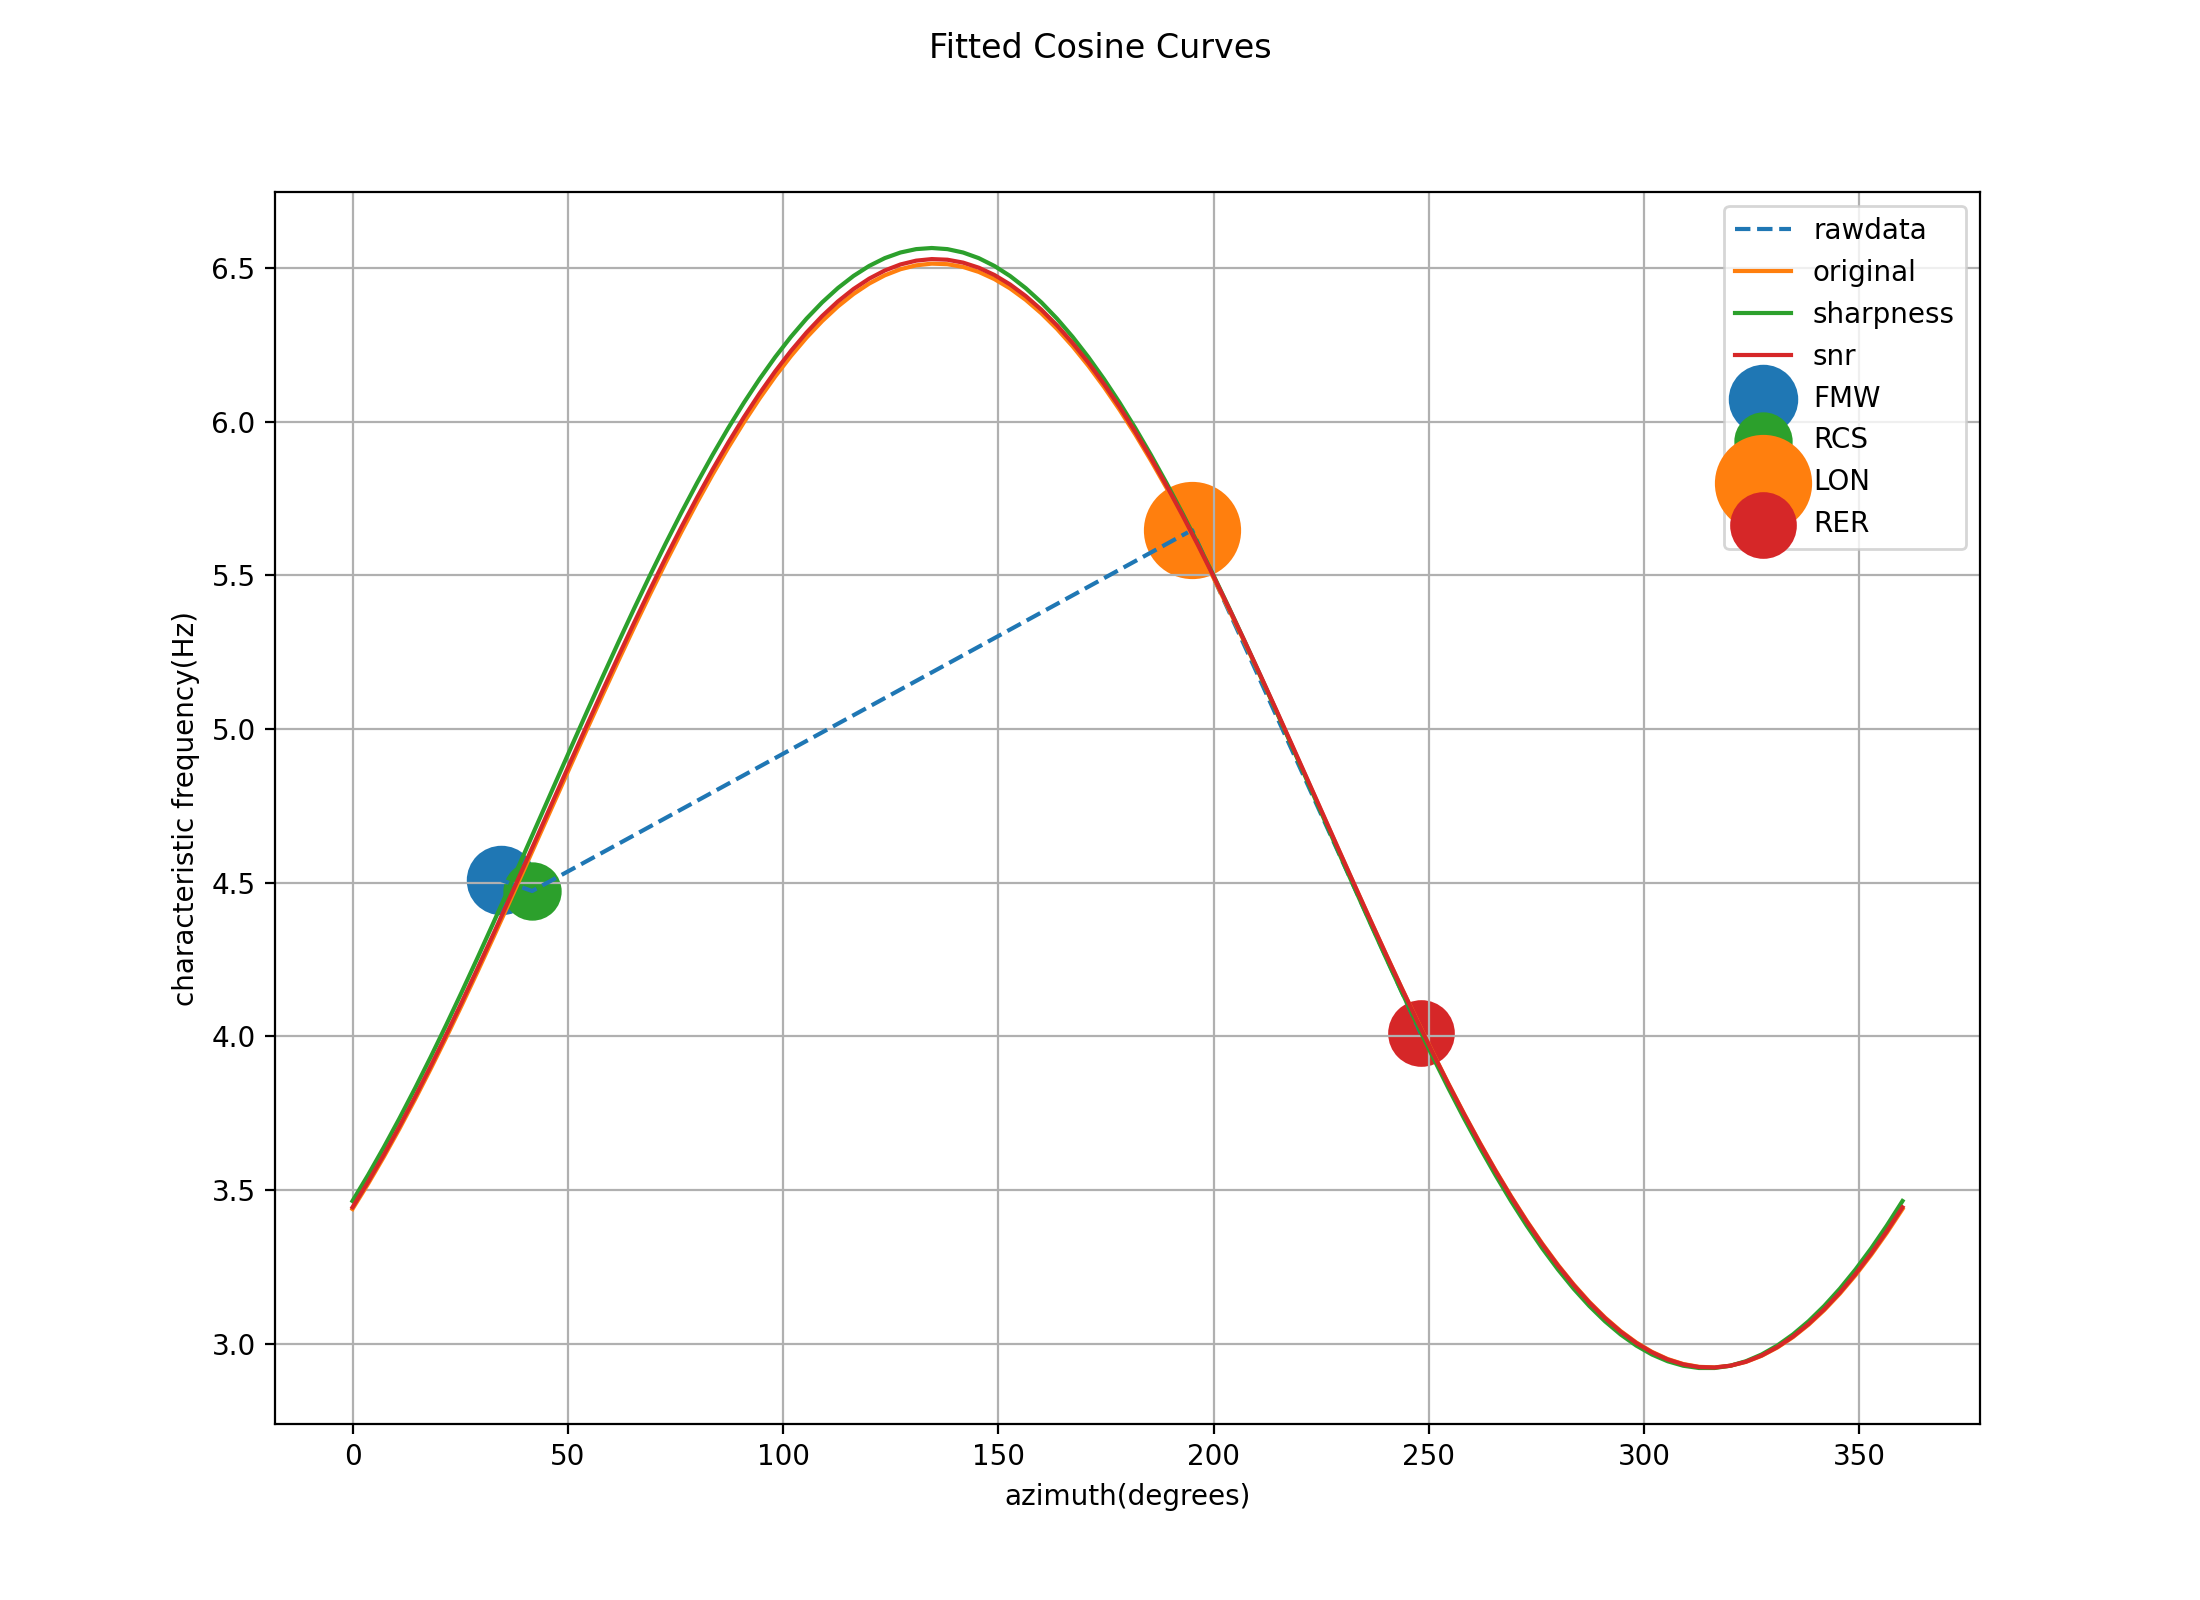 Fitted Cosine Curves
rawdata
original
sharpness
snr
FMW
RCS
LON
RER
characteristic frequency(Hz)
6.5
6.0
5.5
5.0
4.5
4.0
3.5
3.0
0 50 100 150 200 250 300 350
azimuth(degrees)